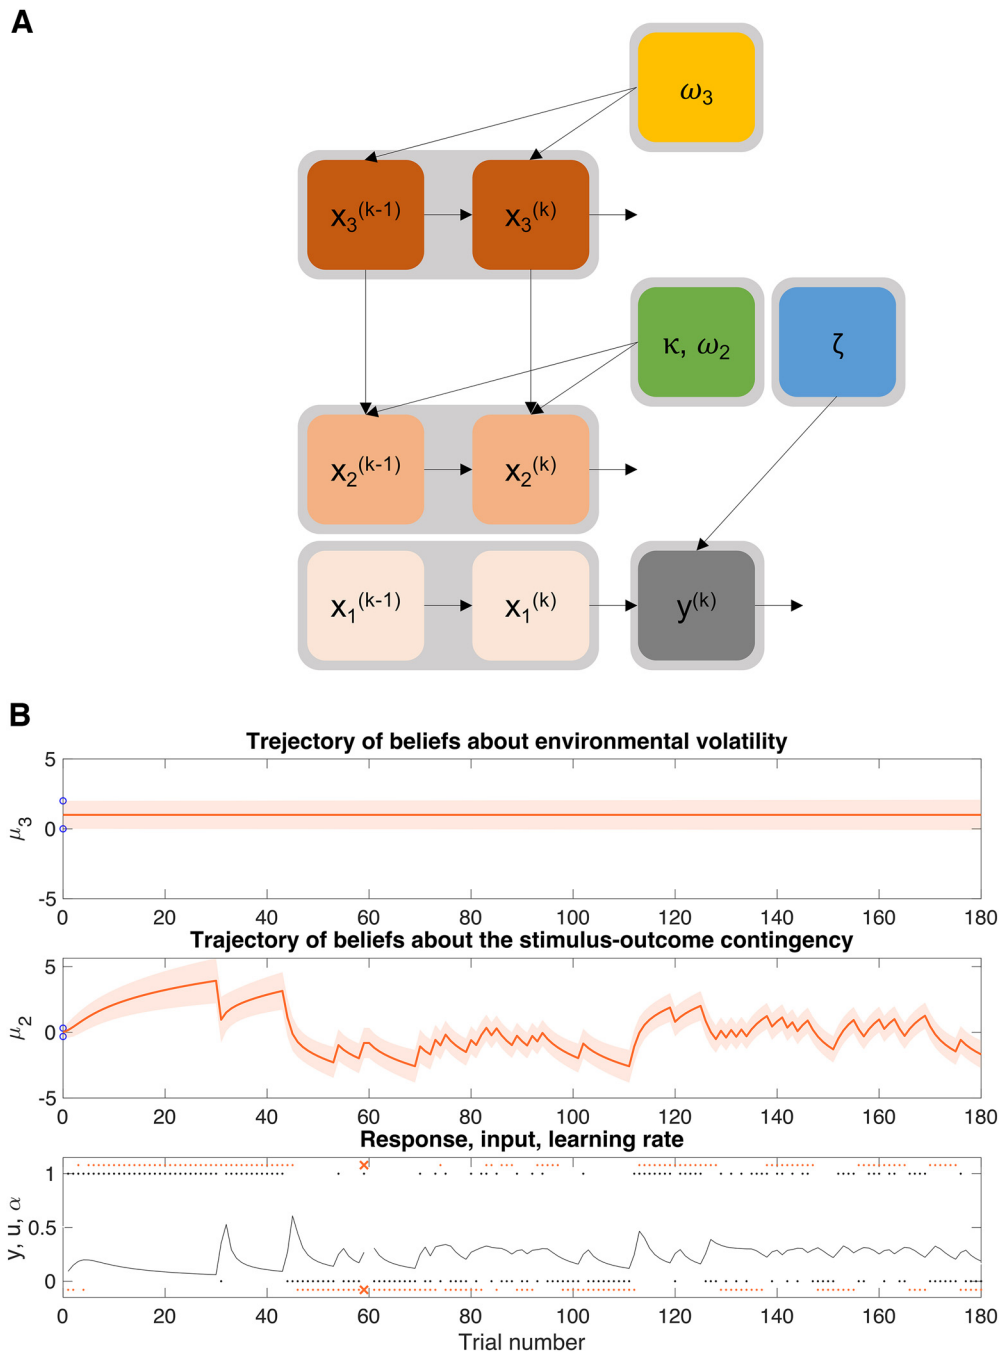 A
ω3
x3(k-1)
x3(k)
κ, ω2
ζ
x2(k-1)
x2(k)
x1(k-1)
x1(k)
y(k)
B
Trejectory of beliefs about environmental volatility
5
0
-5
μ3
0 20 40 60 80 100 120 140 160 180
Trajectory of beliefs about the stimulus-outcome contingency
5
0
-5
μ2
0 20 40 60 80 100 120 140 160 180
Response, input, learning rate
1
0.5
0
y, u, α
0 20 40 60 80 100 120 140 160 180
Trial number